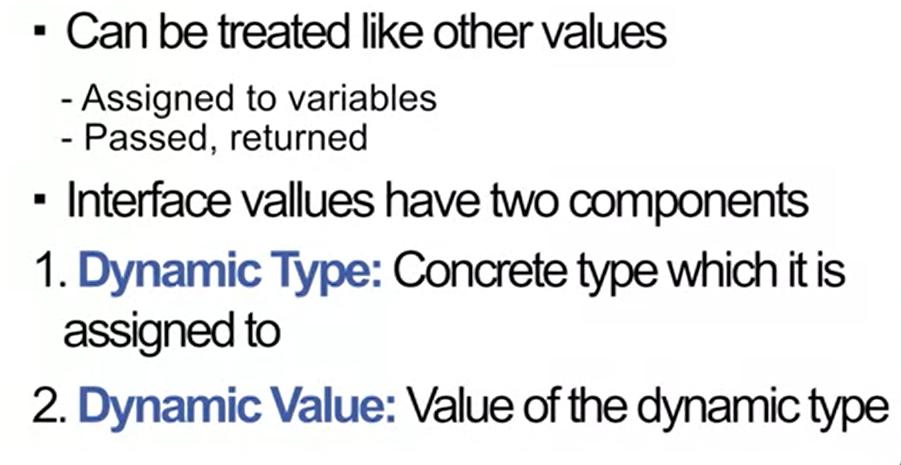 ▪ Can be treated like other values
- Assigned to variables
- Passed, returned
▪ Interface vallues have two components
1. Dynamic Type: Concrete type which it is
assigned to
2. Dynamic Value: Value of the dynamic type